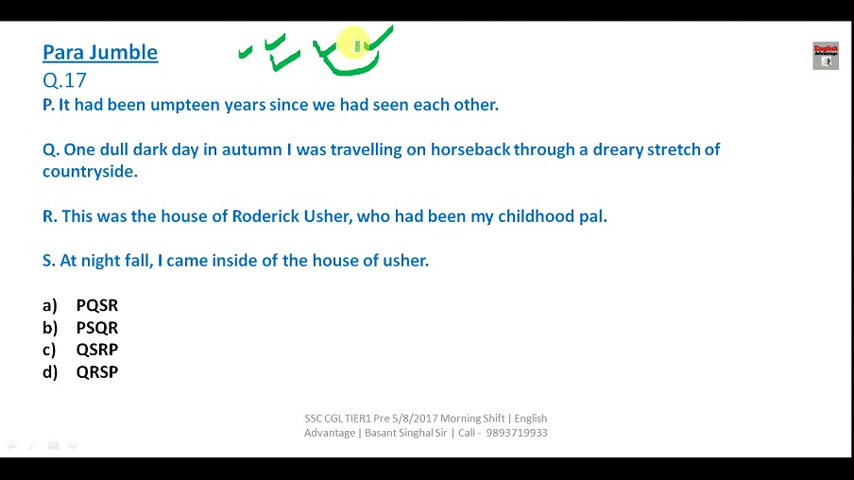 Para Jumble
Q.17
P. It had been umpteen years since we had seen each other.
Q. One dull dark day in autumn I was travelling on horseback through a dreary stretch of
countryside.
R. This was the house of Roderick Usher, who had been my childhood pal.
S. At night fall, I came inside of the house of usher.
a) PQSR
b) PSQR
c) QSRP
d) QRSP
SSC CGL TIER1 Pre 5/8/2017 Morning Shift | English
Advantage | Basant Singhal Sir | Call - 9893719933
English
Advantage